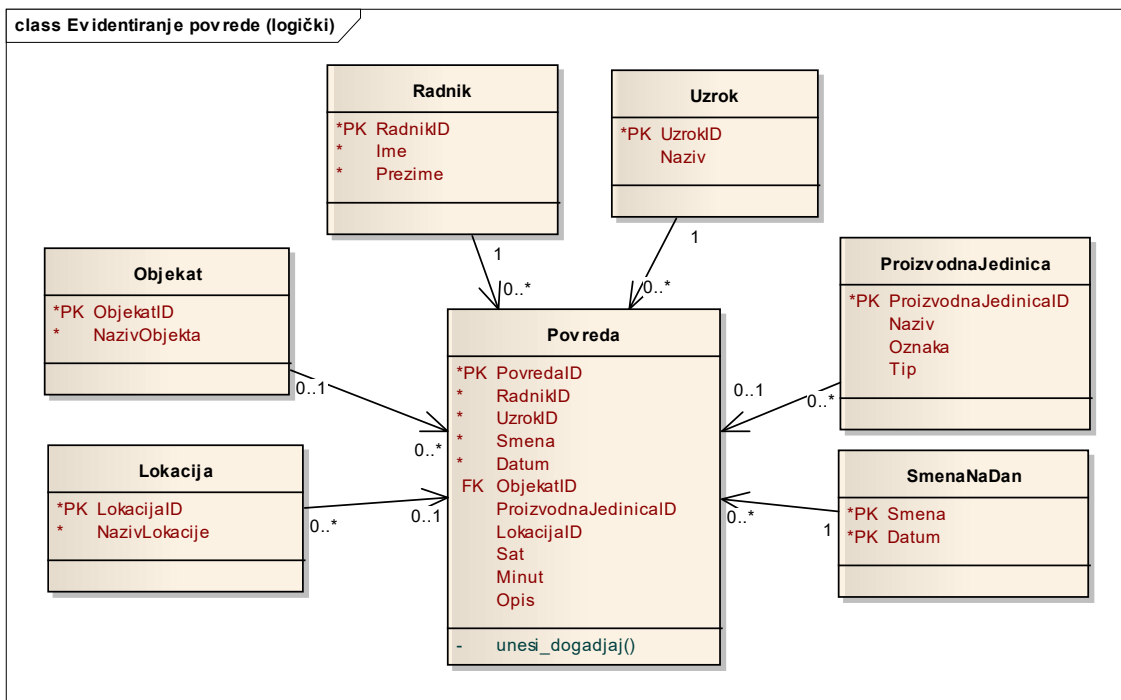 class Evidentiranje povrede (logički)
Radnik
*PK RadnikID
* Ime
* Prezime
Uzrok
*PK UzrokID
Naziv
Objekat
*PK ObjekatID
* NazivObjekta
ProizvodnaJedinica
*PK ProizvodnaJedinicaID
Naziv
Oznaka
Tip
Povreda
*PK PovredaID
* RadnikID
* UzrokID
* Smena
* Datum
FK ObjekatID
ProizvodnaJedinicaID
LokacijaID
Sat
Minut
Opis
- unesi_dogadjaj()
Lokacija
*PK LokacijaID
* NazivLokacije
SmenaNaDan
*PK Smena
*PK Datum
1
0..*
1
0..*
0..1
0..*
0..1
0..*
0..*
0..1
0..*
1